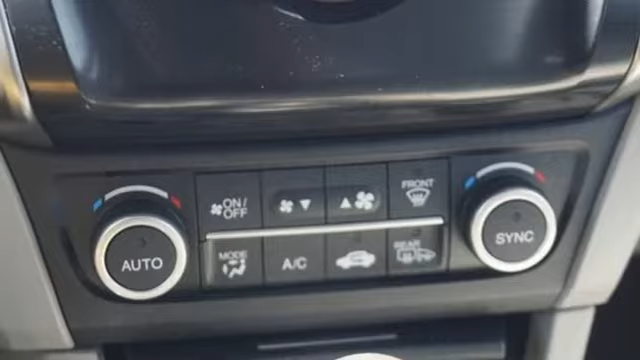 ON/
OFF
FRONT
AUTO
MODE
A/C
REAR
SYNC